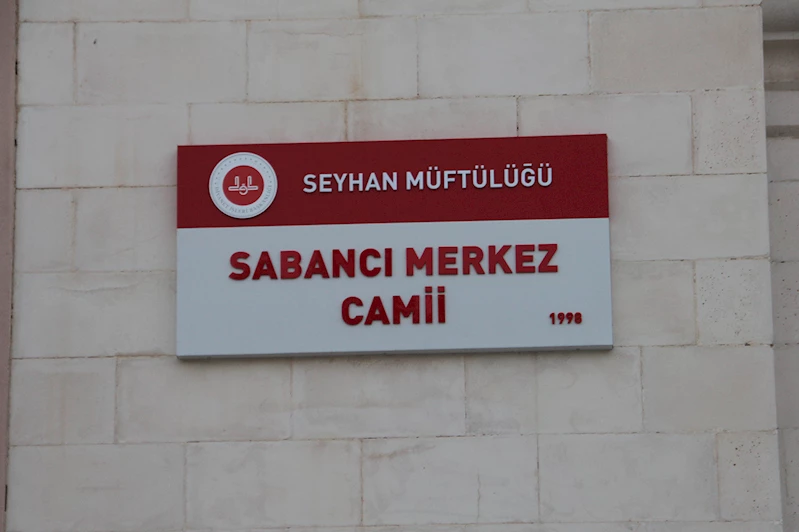 SEYHAN MÜFTÜLÜĞÜ
SABANCI MERKEZ
CAMİİ
1998